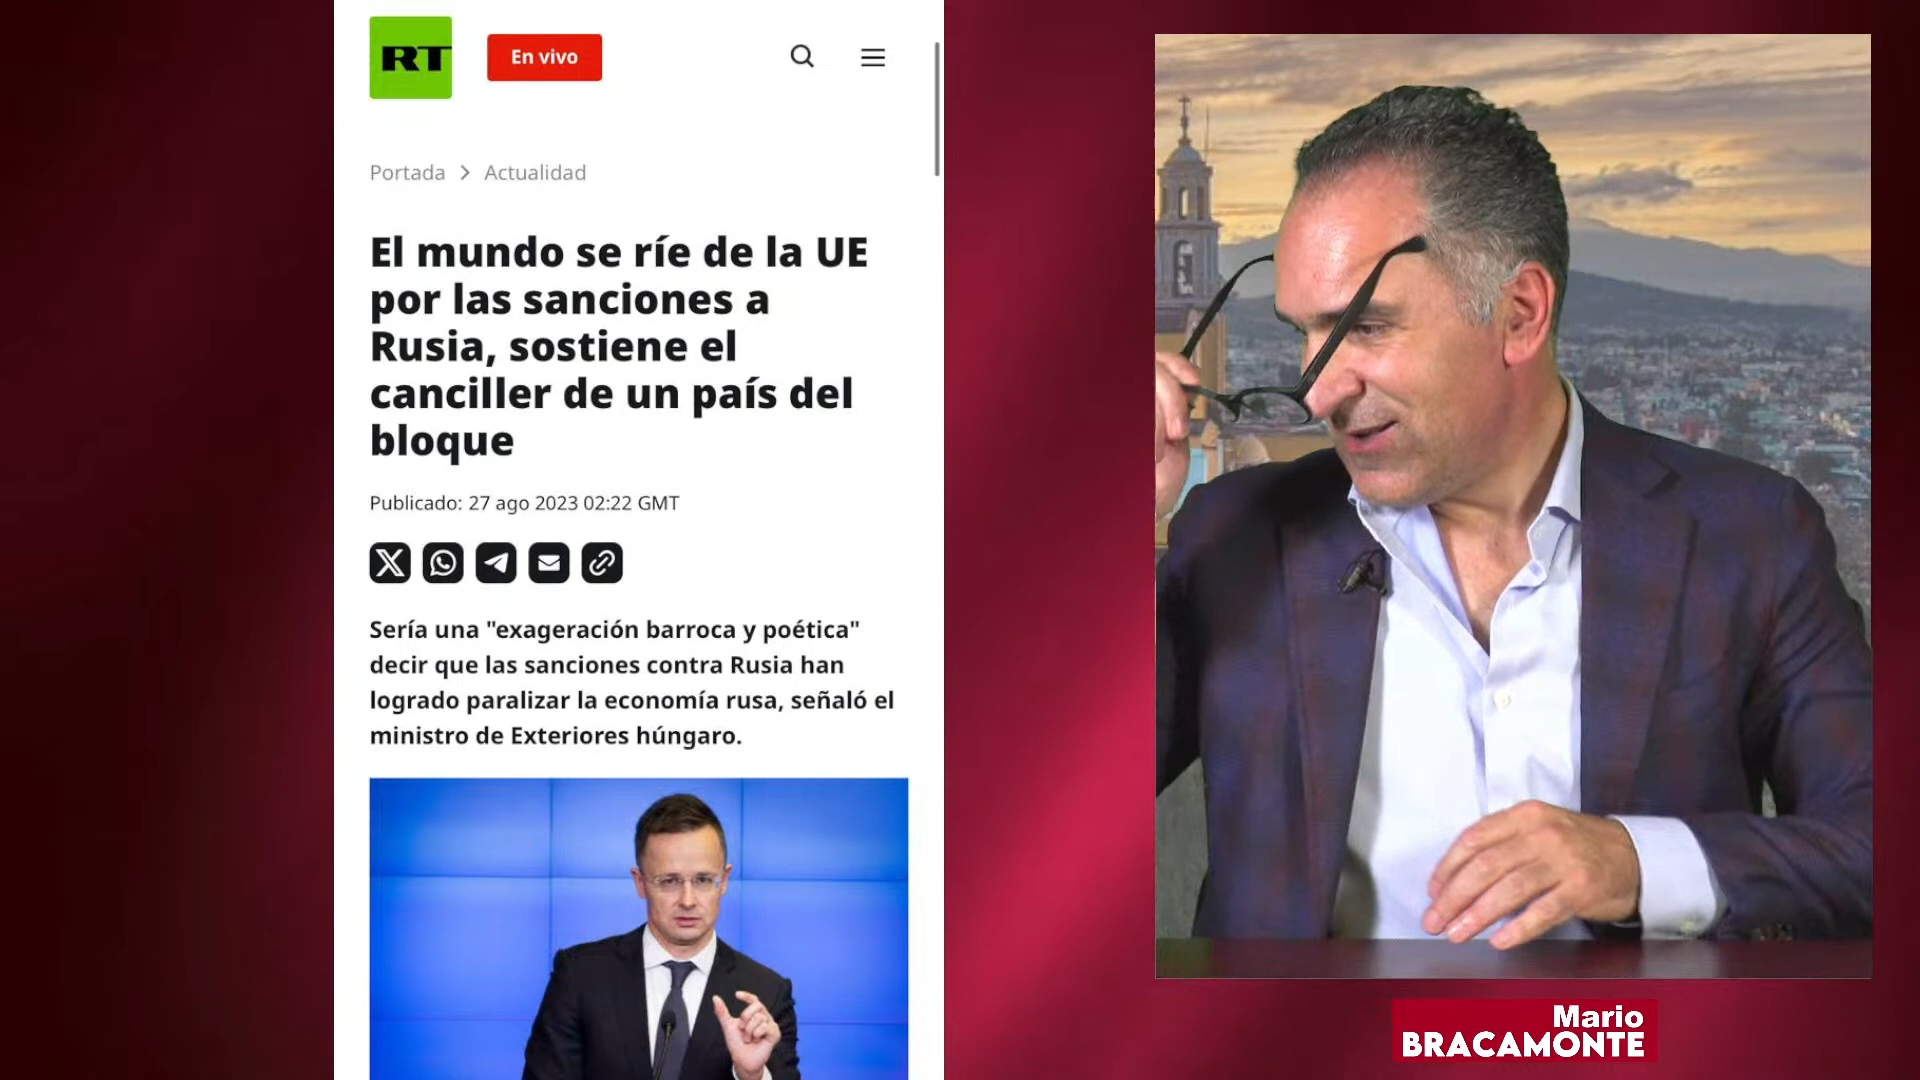 RT
En vivo
Portada > Actualidad
El mundo se ríe de la UE
por las sanciones a
Rusia, sostiene el
canciller de un país del
bloque
Publicado: 27 ago 2023 02:22 GMT
Sería una "exageración barroca y poética"
decir que las sanciones contra Rusia han
logrado paralizar la economía rusa, señaló el
ministro de Exteriores húngaro.
Mario
BRACAMONTE